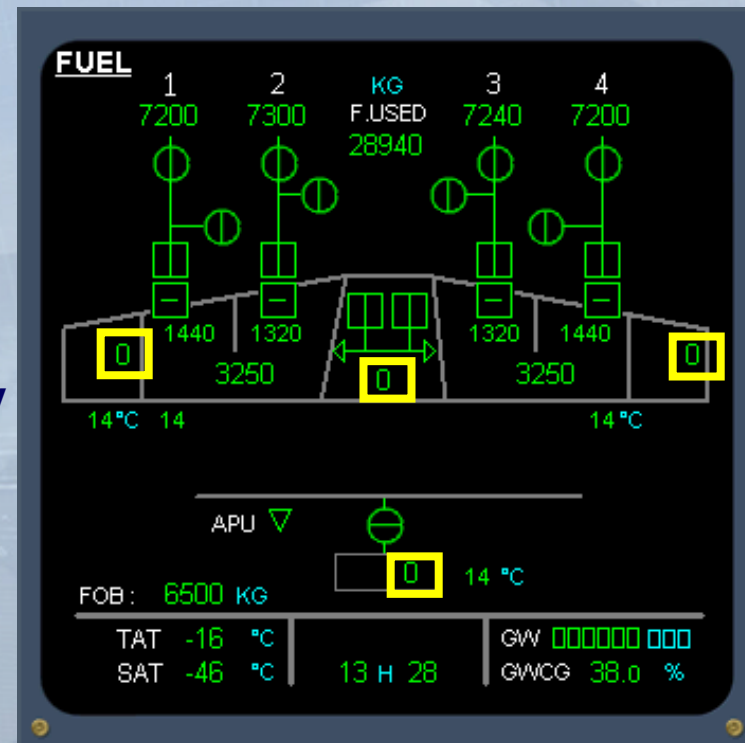 FUEL
1 2 KG 3 4
7200 7300 F.USED 7240 7200
28940
1440 1320 1320 1440
0 0 0
3250 3250
14 °C 14 14 °C
APU
0 14 °C
FOB : 6500 KG
TAT -16 °C GW
SAT -46 °C 13 H 28 GWCG 38.0 %